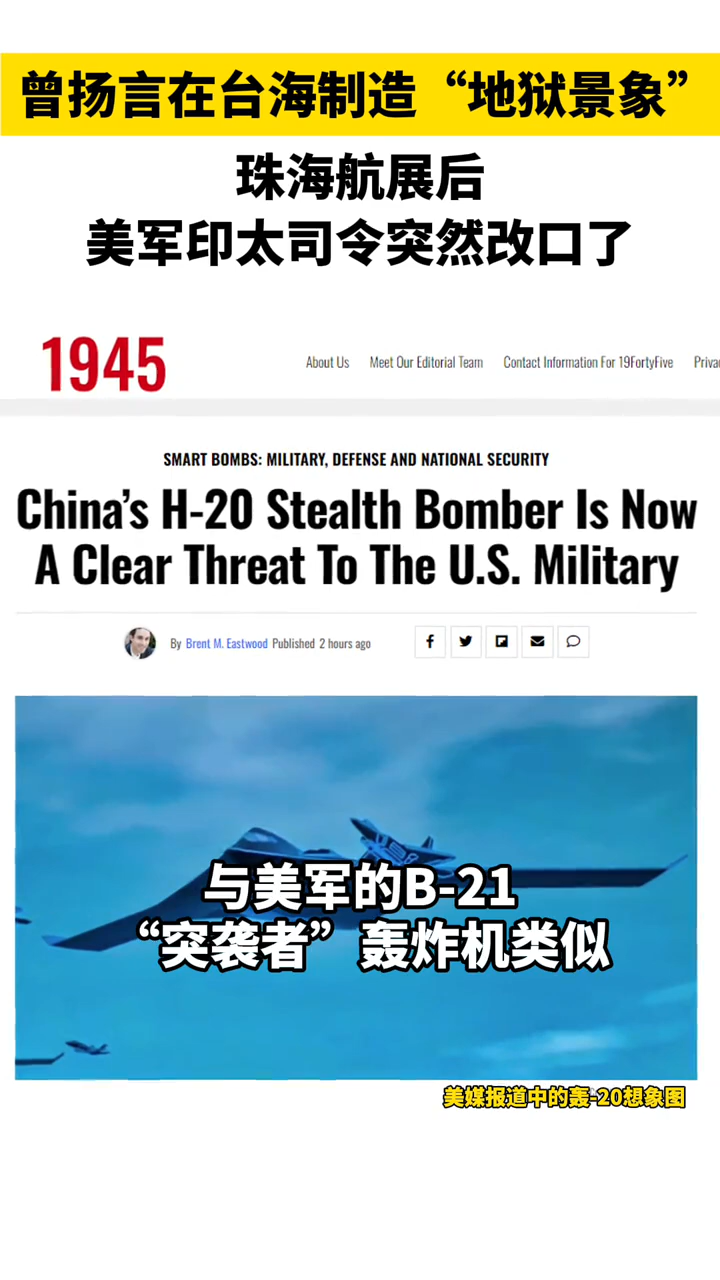 曾扬言在台海制造“地狱景象”
珠海航展后
美军印太司令突然改口了
1945
About Us Meet Our Editorial Team Contact Information For 19FortyFive Priva
SMART BOMBS: MILITARY, DEFENSE AND NATIONAL SECURITY
China’s H-20 Stealth Bomber Is Now
A Clear Threat To The U.S. Military
By Brent M. Eastwood Published 2 hours ago
与美军的B-21
“突袭者”轰炸机类似
美媒报道中的轰-20想象图